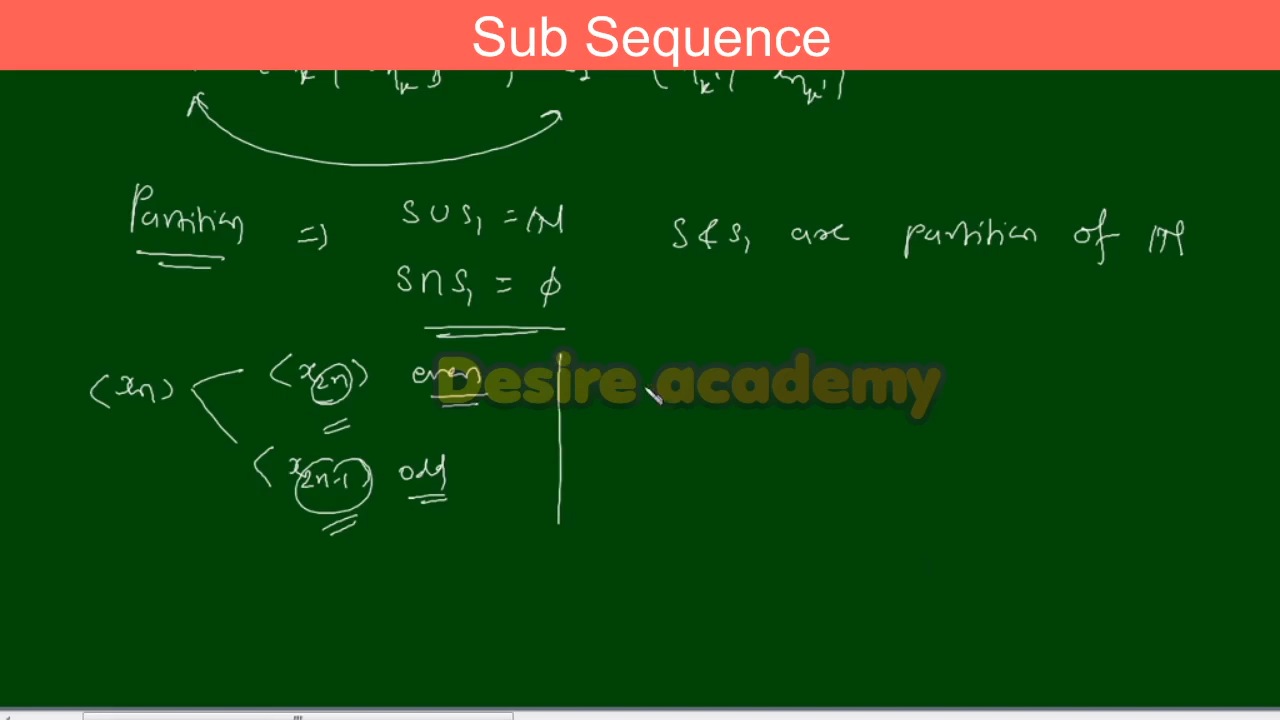 Sub Sequence
Partition ⇒ S ∪ S₁ = ℕ
S ∩ S₁ = ϕ
S & S₁ are partition of ℕ
⟨xₙ⟩
⟨x₂ₙ⟩ even
⟨x₂ₙ₋₁⟩ odd
Desire academy